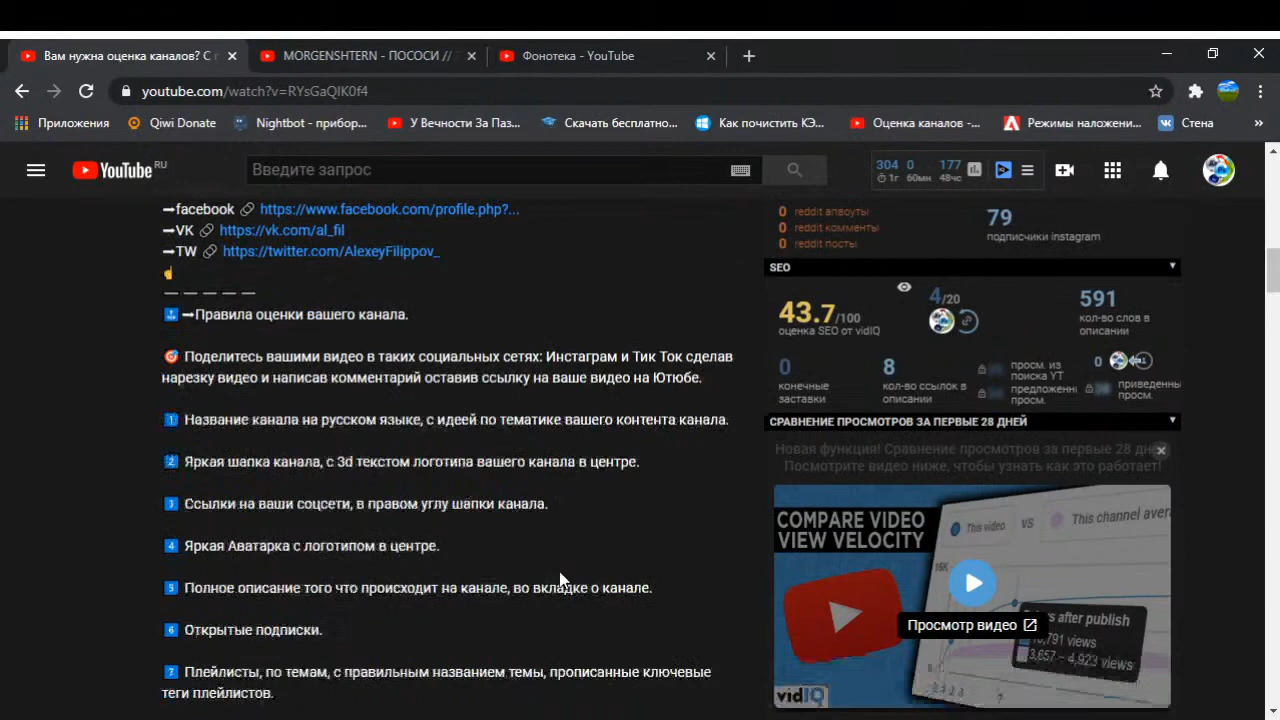 Вам нужна оценка каналов? С
MORGENSHTERN - ПОСОСИ //
Фонотека - YouTube
youtube.com/watch?v=RYsGaQIK0f4
Приложения
Qiwi Donate
Nightbot - прибор...
У Вечности За Паз...
Скачать бесплатно...
Как почистить КЭ...
Оценка каналов -...
Режимы наложени...
Стена
»
YouTube RU
Введите запрос
304 0 177
1г 60мн 48чс
➞facebook https://www.facebook.com/profile.php?...
➞VK https://vk.com/al_fil
➞TW https://twitter.com/AlexeyFilippov_
— — — — —
➞Правила оценки вашего канала.
Поделитесь вашими видео в таких социальных сетях: Инстаграм и Тик Ток сделав
нарезку видео и написав комментарий оставив ссылку на ваше видео на Ютюбе.
1 Название канала на русском языке, с идеей по тематике вашего контента канала.
2 Яркая шапка канала, с 3d текстом логотипа вашего канала в центре.
3 Ссылки на ваши соцсети, в правом углу шапки канала.
4 Яркая Аватарка с логотипом в центре.
5 Полное описание того что происходит на канале, во вкладке о канале.
6 Открытые подписки.
7 Плейлисты, по темам, с правильным названием темы, прописанные ключевые
теги плейлистов.
0 reddit апвоуты
0 reddit комменты
0 reddit посты
79
подписчики instagram
SEO
43.7/100
оценка SEO от vidIQ
4/20
591
кол-во слов в
описании
0
конечные
заставки
8
кол-во ссылок в
описании
просм. из
поиска YT
предложенны
просм.
0
приведеннь
просм.
СРАВНЕНИЕ ПРОСМОТРОВ ЗА ПЕРВЫЕ 28 ДНЕЙ
Новая функция! Сравнение просмотров за первые 28 дне
Посмотрите видео ниже, чтобы узнать как это работает!
COMPARE VIDEO
VIEW VELOCITY
This video VS This channel avera
after publish
791 views
3,657 – 4,923 views
Просмотр видео
vidIQ